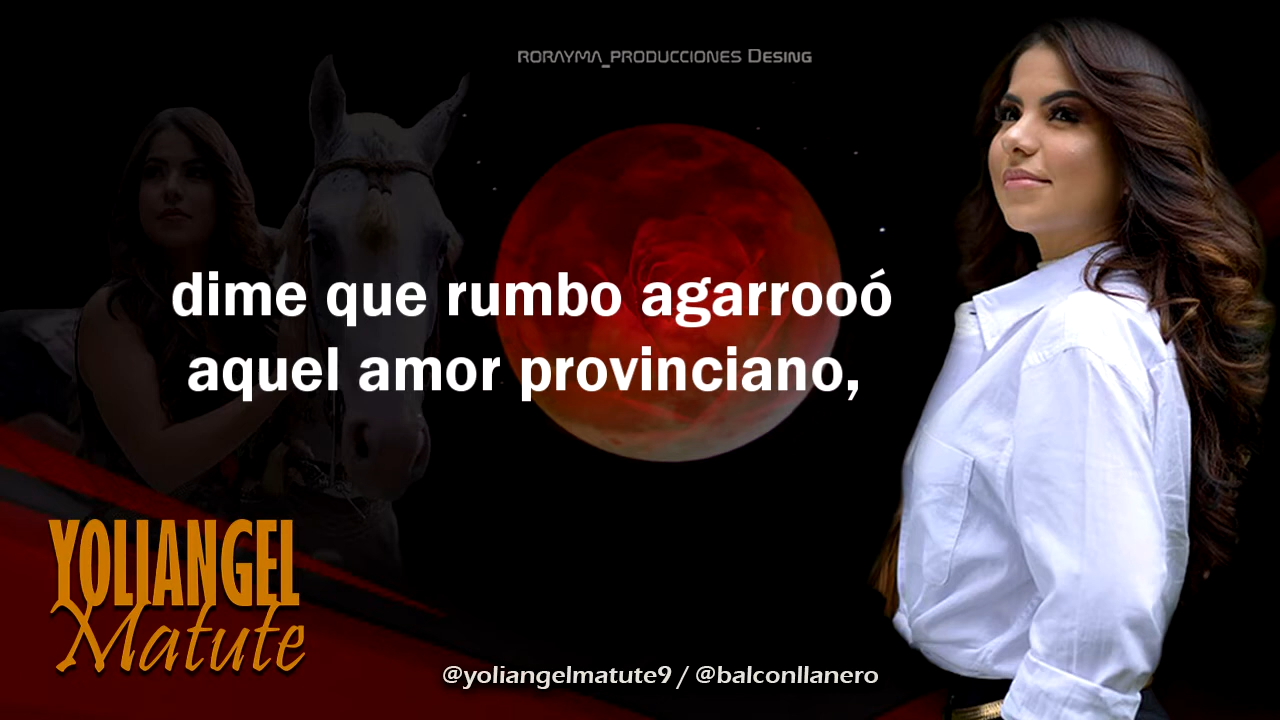 RORAYMA_PRODUCCIONES DESING
dime que rumbo agarrooó
aquel amor provinciano,
YOLIANGEL
Matute
@yoliangelmatute9 / @balconllanero